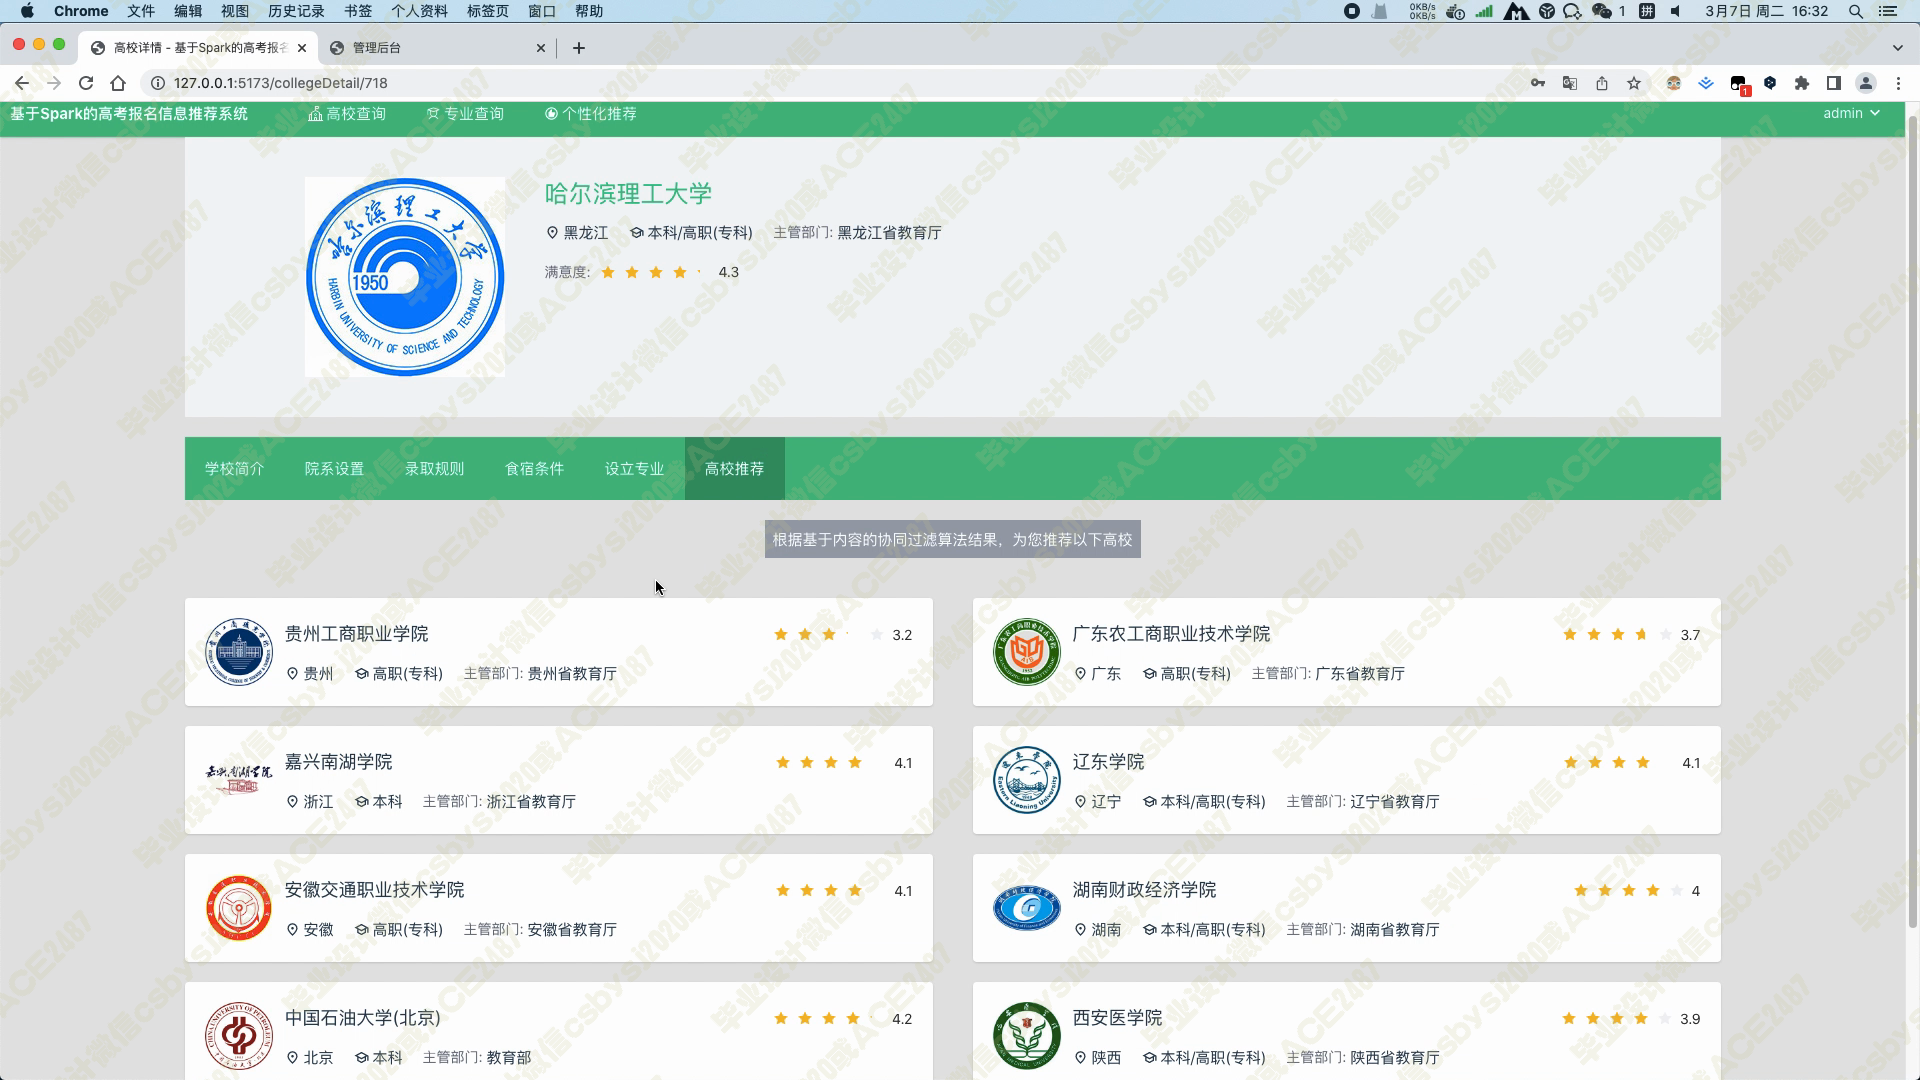 Chrome 文件 编辑 视图 历史记录 书签 个人资料 标签页 窗口 帮助 0KB/s 0KB/s 1 拼 3月7日 周二 16:32
高校详情 - 基于Spark的高考报名 管理后台
127.0.0.1:5173/collegeDetail/718 1
基于Spark的高考报名信息推荐系统 高校查询 专业查询 个性化推荐 admin
哈尔滨理工大学
黑龙江 本科/高职(专科) 主管部门: 黑龙江省教育厅
满意度: 4.3
哈尔滨理工大学
1950
HARBIN UNIVERSITY OF SCIENCE AND TECHNOLOGY
学校简介 院系设置 录取规则 食宿条件 设立专业 高校推荐
根据基于内容的协同过滤算法结果，为您推荐以下高校
贵州工商职业学院 3.2
贵州 高职(专科) 主管部门: 贵州省教育厅
广东农工商职业技术学院 3.7
广东 高职(专科) 主管部门: 广东省教育厅
嘉兴南湖学院 4.1
浙江 本科 主管部门: 浙江省教育厅
辽东学院 4.1
辽宁 本科/高职(专科) 主管部门: 辽宁省教育厅
安徽交通职业技术学院 4.1
安徽 高职(专科) 主管部门: 安徽省教育厅
湖南财政经济学院 4
湖南 本科/高职(专科) 主管部门: 湖南省教育厅
中国石油大学(北京) 4.2
北京 本科 主管部门: 教育部
西安医学院 3.9
陕西 本科/高职(专科) 主管部门: 陕西省教育厅
毕业设计微信csbysj2020或ACE2487